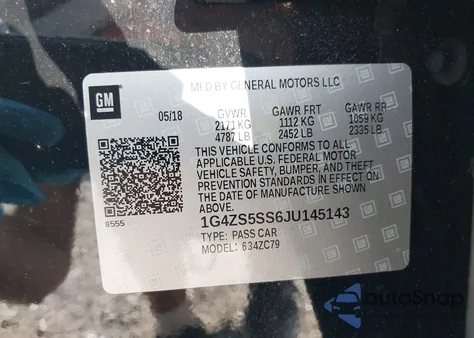 MFD BY GENERAL MOTORS LLC
GM
05/18
GVWR
2171 KG
4787 LB
GAWR FRT
1112 KG
2452 LB
GAWR RR
1059 KG
2335 LB
THIS VEHICLE CONFORMS TO ALL
APPLICABLE U.S. FEDERAL MOTOR
VEHICLE SAFETY, BUMPER, AND THEFT
PREVENTION STANDARDS IN EFFECT ON
THE DATE OF MANUFACTURE SHOWN
ABOVE.
8555
1G4ZS5SS6JU145143
TYPE: PASS CAR
MODEL: 634ZC79
autoSnap